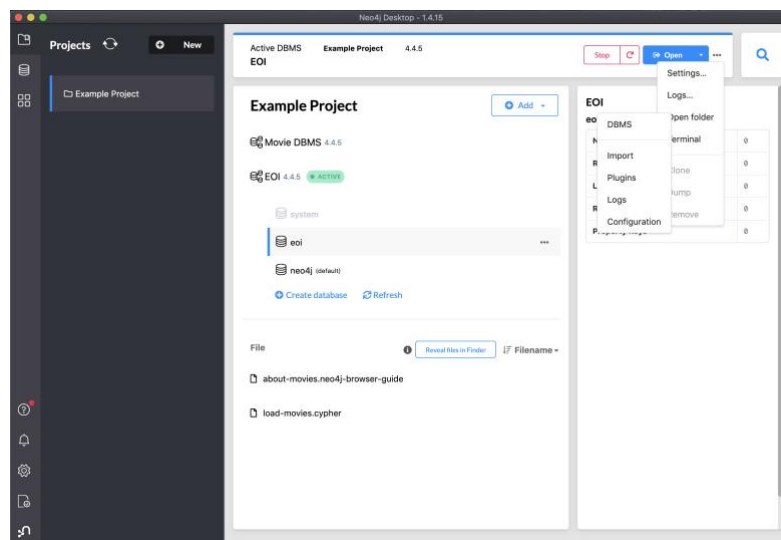 Neo4j Desktop - 1.4.15
Projects
New
Example Project
Active DBMS Example Project 4.4.5
EOI
Stop
Open
Settings...
Logs...
Open folder
Terminal
Clone
Dump
Remove
DBMS
Import
Plugins
Logs
Configuration
Example Project
Add
Movie DBMS 4.4.5
EOI 4.4.5 ACTIVE
system
eoi
neo4j (default)
Create database Refresh
File
Reveal files in Finder
Filename
about-movies.neo4j-browser-guide
load-movies.cypher
EOI
eo
N 0
R 0
L 0
R 0
0